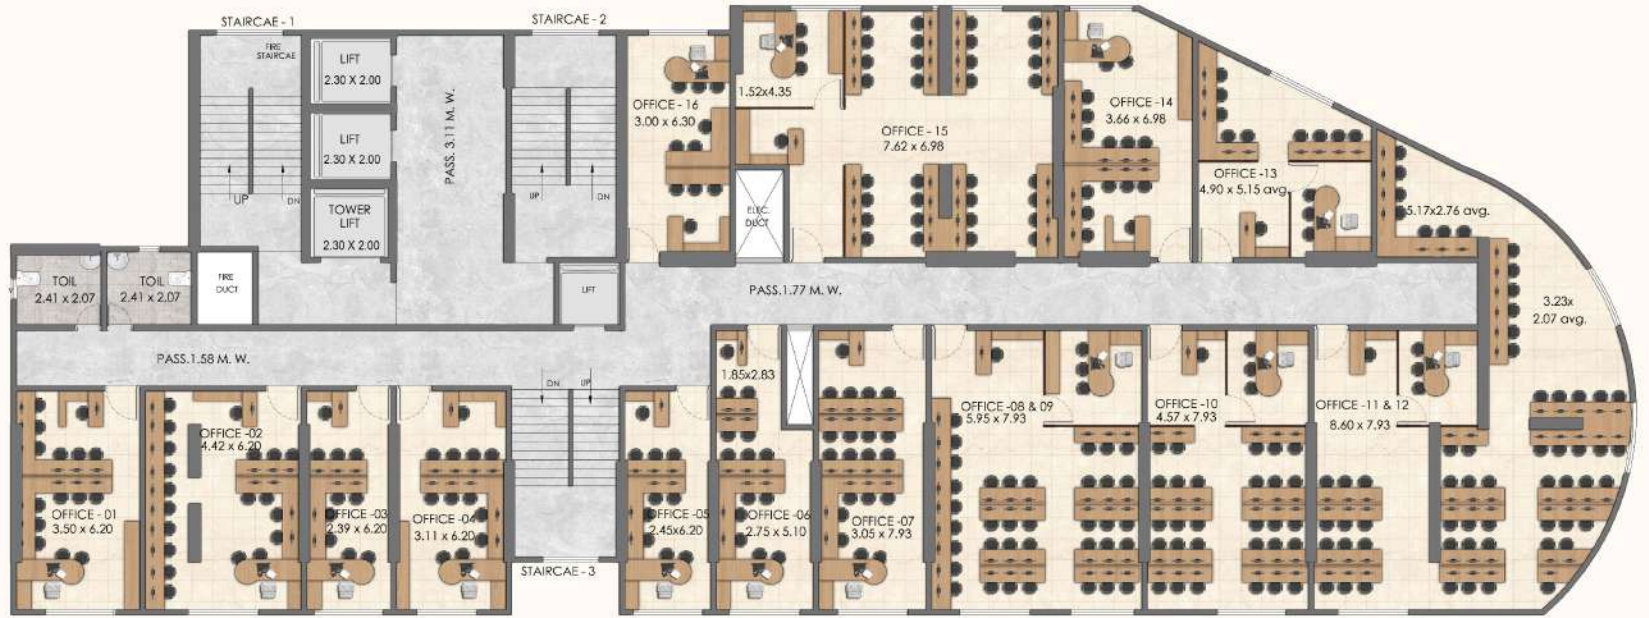 STAIRCAE - 1
STAIRCAE - 2
FIRE
STAIRCAE
LIFT
2.30 X 2.00
LIFT
2.30 X 2.00
TOWER
LIFT
2.30 X 2.00
UP
DN
PASS. 3.11 M. W.
UP
DN
OFFICE - 16
3.00 x 6.30
1.52x4.35
ELEC.
DUCT
OFFICE - 15
7.62 x 6.98
OFFICE -14
3.66 x 6.98
OFFICE -13
4.90 x 5.15 avg.
5.17x2.76 avg.
3.23x
2.07 avg.
TOIL
2.41 x 2.07
TOIL
2.41 x 2.07
FIRE
DUCT
LIFT
PASS.1.77 M. W.
PASS.1.58 M. W.
DN
UP
STAIRCAE - 3
OFFICE - 01
3.50 x 6.20
OFFICE -02
4.42 x 6.20
OFFICE -03
2.39 x 6.20
OFFICE -04
3.11 x 6.20
OFFICE -05
2.45x6.20
1.85x2.83
OFFICE -06
2.75 x 5.10
OFFICE -07
3.05 x 7.93
OFFICE -08 & 09
5.95 x 7.93
OFFICE -10
4.57 x 7.93
OFFICE -11 & 12
8.60 x 7.93